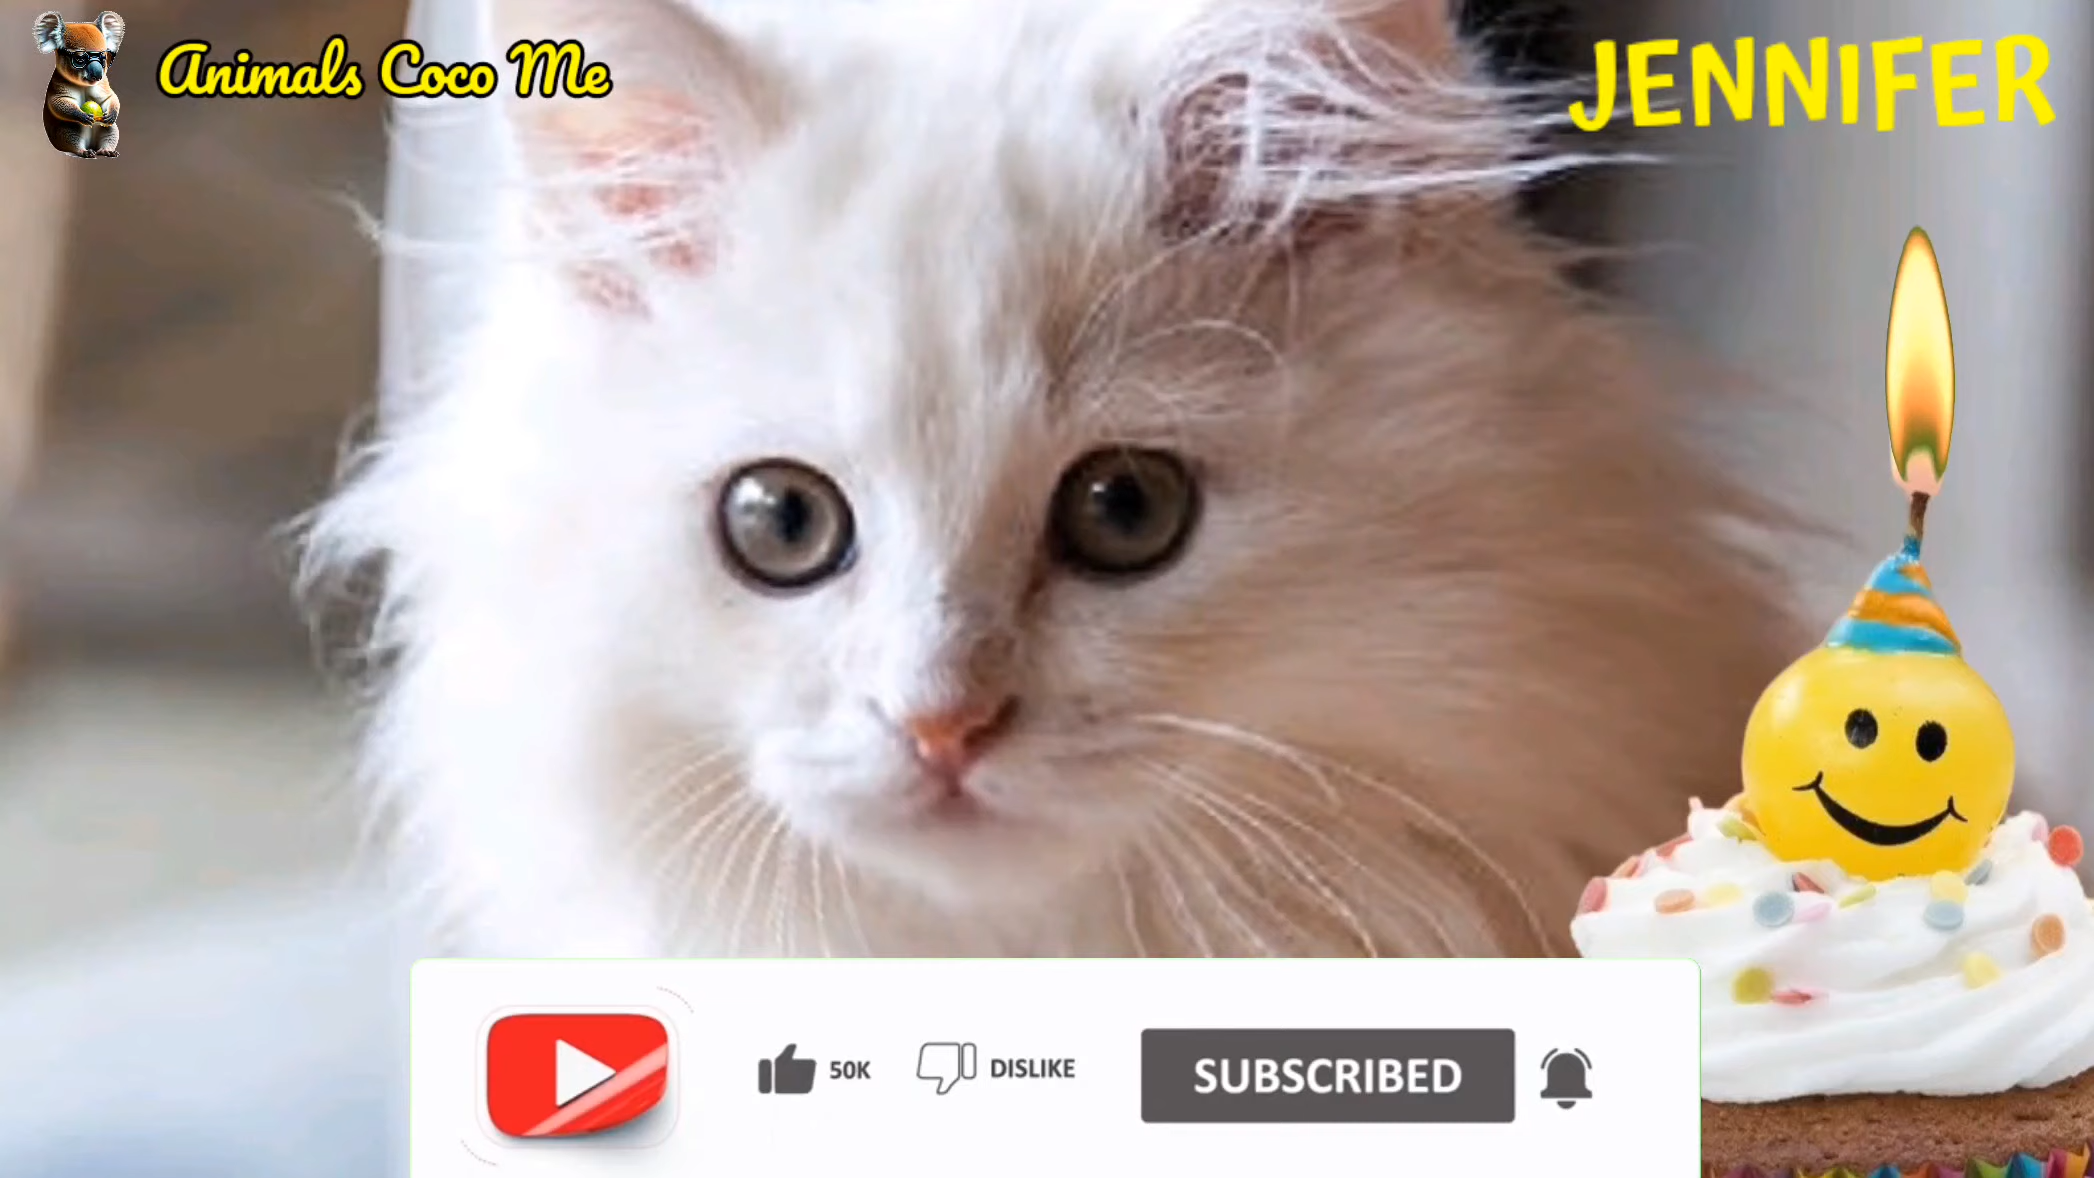 Animals Coco Me
JENNIFER
50K
DISLIKE
SUBSCRIBED